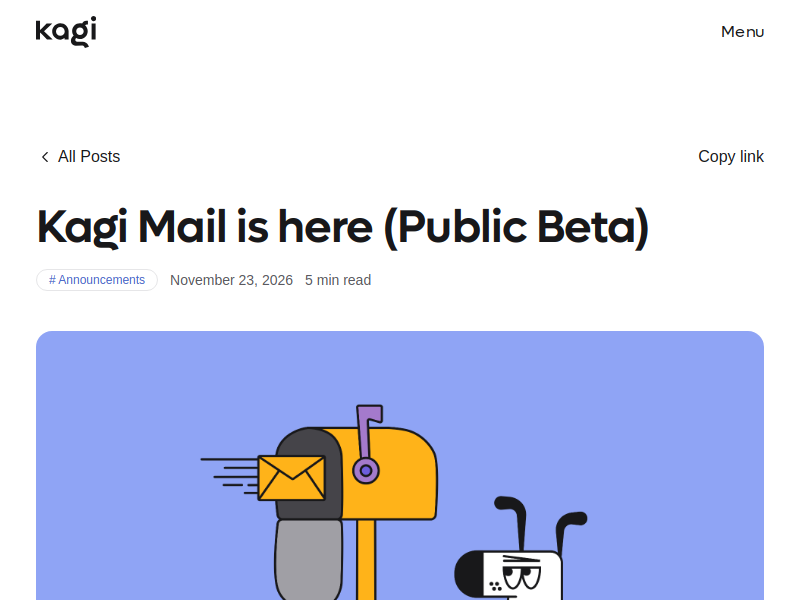 kagi
Menu
All Posts
Copy link
Kagi Mail is here (Public Beta)
# Announcements
November 23, 2026
5 min read